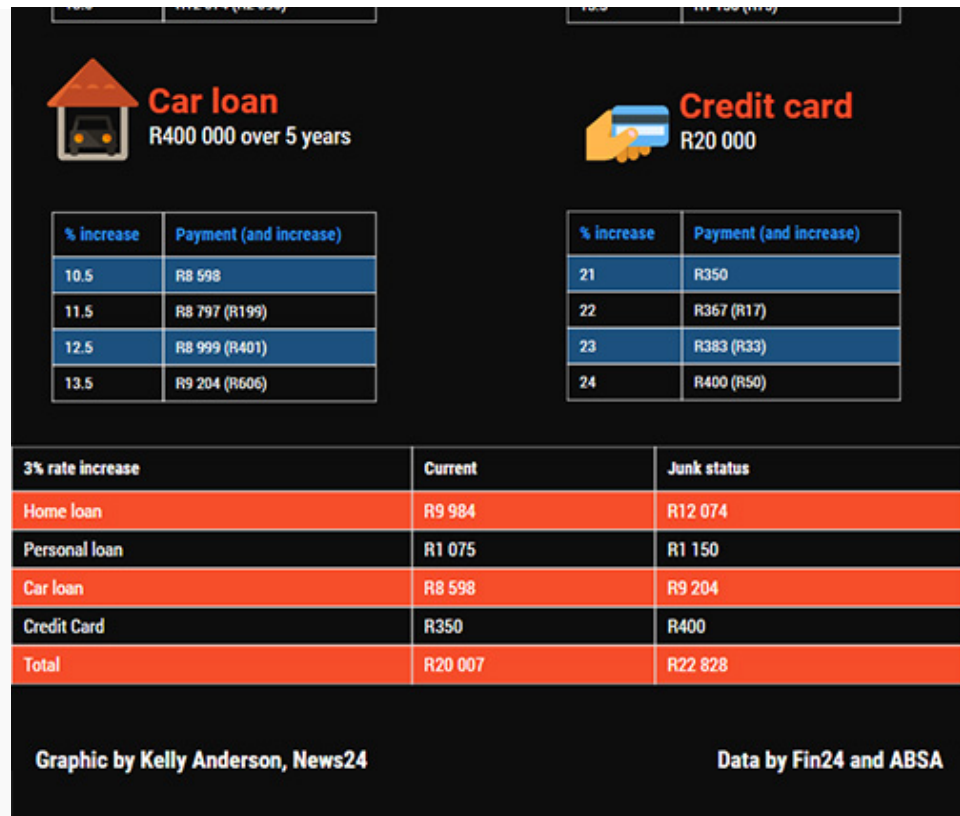 Car loan
R400 000 over 5 years
Credit card
R20 000
% increase Payment (and increase)
10.5 R8 598
11.5 R8 797 (R199)
12.5 R8 999 (R401)
13.5 R9 204 (R606)
% increase Payment (and increase)
21 R350
22 R367 (R17)
23 R383 (R33)
24 R400 (R50)
3% rate increase Current Junk status
Home loan R9 984 R12 074
Personal loan R1 075 R1 150
Car loan R8 598 R9 204
Credit Card R350 R400
Total R20 007 R22 828
Graphic by Kelly Anderson, News24
Data by Fin24 and ABSA